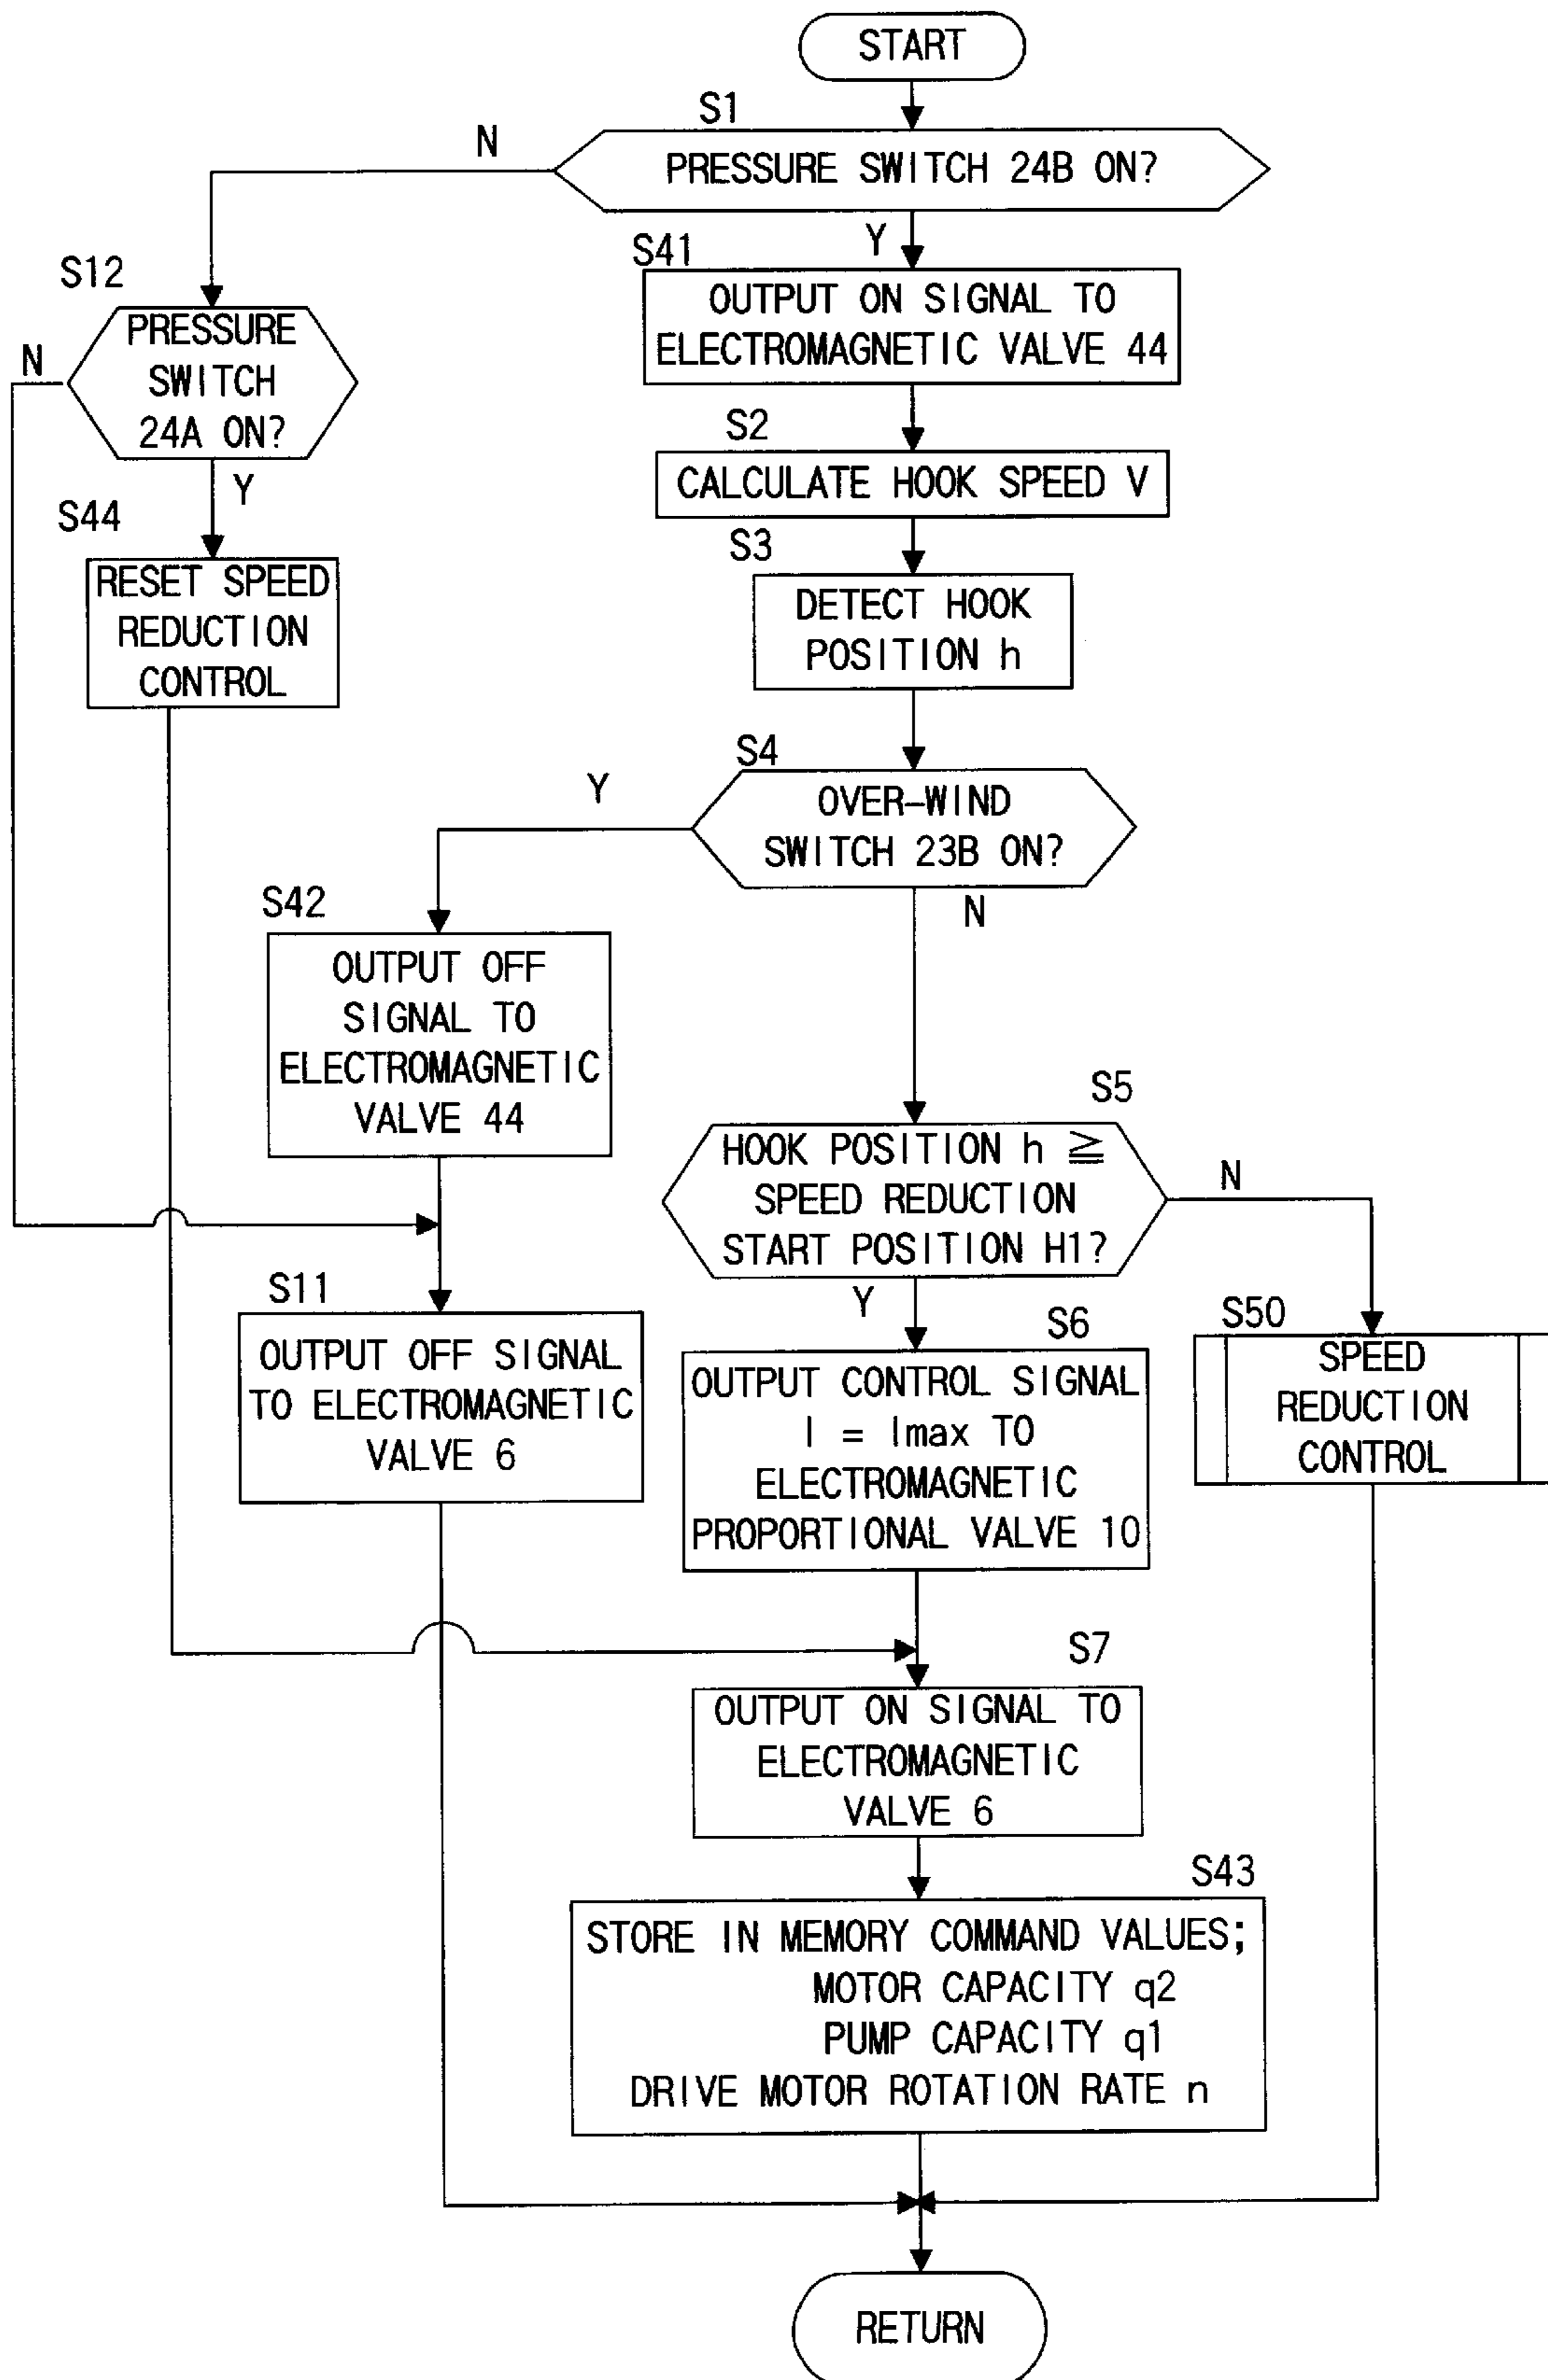 START
S1
N
PRESSURE SWITCH 24B ON?
Y
S41
OUTPUT ON SIGNAL TO
ELECTROMAGNETIC VALVE 44
S12
PRESSURE
SWITCH
24A ON?
N
Y
S2
CALCULATE HOOK SPEED V
S44
RESET SPEED
REDUCTION
CONTROL
S3
DETECT HOOK
POSITION h
S4
Y
OVER-WIND
SWITCH 23B ON?
N
S42
OUTPUT OFF
SIGNAL TO
ELECTROMAGNETIC
VALVE 44
S5
HOOK POSITION h ≧
SPEED REDUCTION
START POSITION H1?
N
Y
S11
OUTPUT OFF SIGNAL
TO ELECTROMAGNETIC
VALVE 6
S6
OUTPUT CONTROL SIGNAL
I = Imax TO
ELECTROMAGNETIC
PROPORTIONAL VALVE 10
S50
SPEED
REDUCTION
CONTROL
S7
OUTPUT ON SIGNAL TO
ELECTROMAGNETIC
VALVE 6
S43
STORE IN MEMORY COMMAND VALUES;
MOTOR CAPACITY q2
PUMP CAPACITY q1
DRIVE MOTOR ROTATION RATE n
RETURN